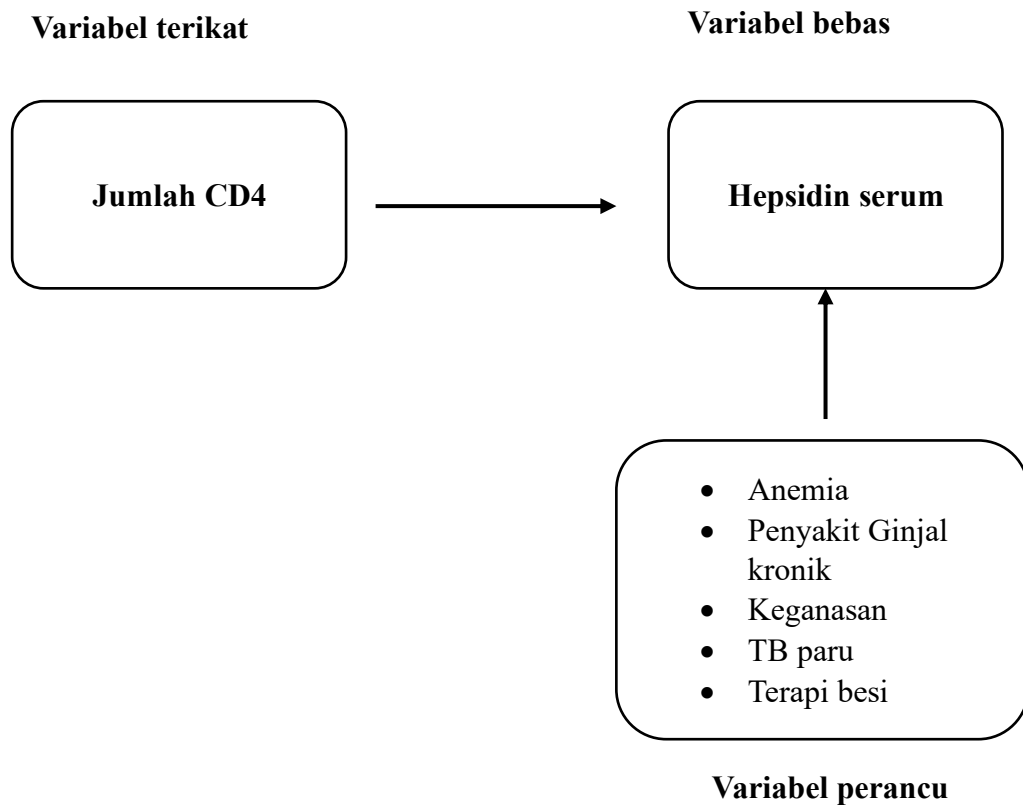 Variabel terikat
Variabel bebas
Jumlah CD4
Hepsidin serum
• Anemia
• Penyakit Ginjal
kronik
• Keganasan
• TB paru
• Terapi besi
Variabel perancu